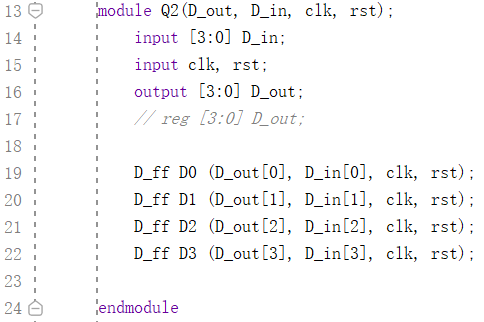 13 module Q2(D_out, D_in, clk, rst);
14     input [3:0] D_in;
15     input clk, rst;
16     output [3:0] D_out;
17     // reg [3:0] D_out;
18
19     D_ff D0 (D_out[0], D_in[0], clk, rst);
20     D_ff D1 (D_out[1], D_in[1], clk, rst);
21     D_ff D2 (D_out[2], D_in[2], clk, rst);
22     D_ff D3 (D_out[3], D_in[3], clk, rst);
23
24 endmodule